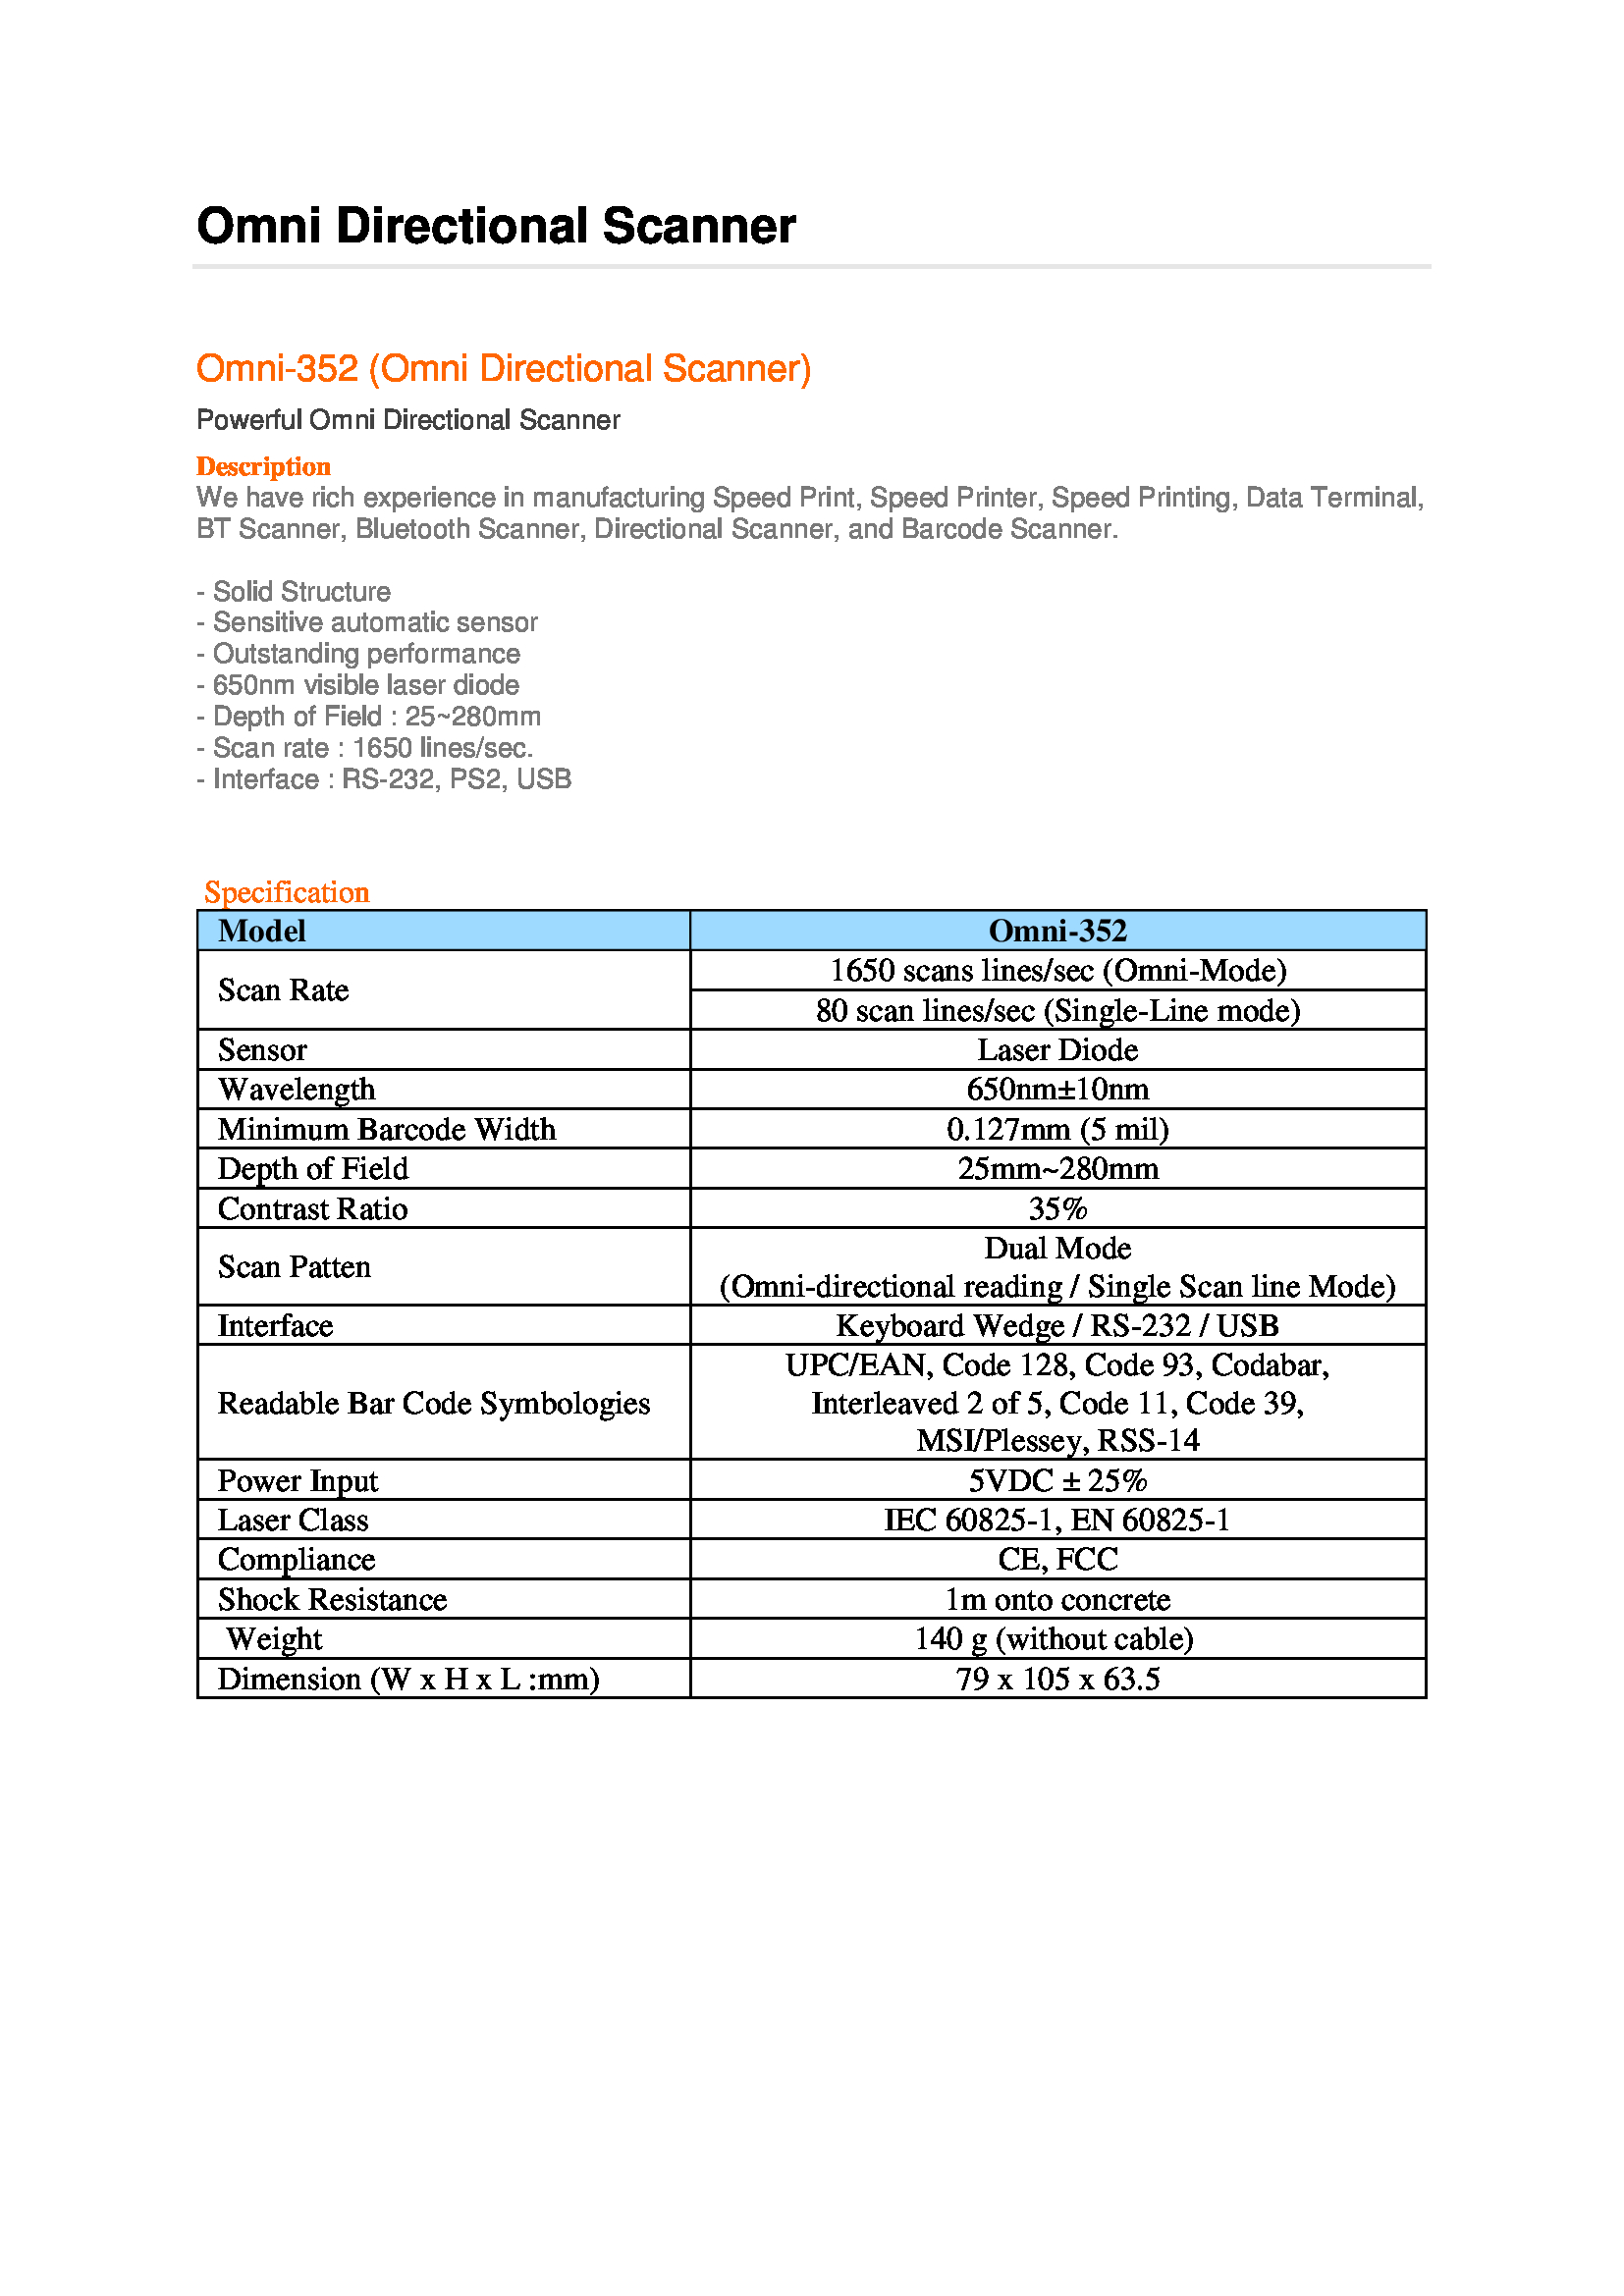 Omni Directional Scanner
Omni-352 (Omni Directional Scanner)
Powerful Omni Directional Scanner
Description
We have rich experience in manufacturing Speed Print, Speed Printer, Speed Printing, Data Terminal,
BT Scanner, Bluetooth Scanner, Directional Scanner, and Barcode Scanner.
- Solid Structure
- Sensitive automatic sensor
- Outstanding performance
- 650nm visible laser diode
- Depth of Field : 25~280mm
- Scan rate : 1650 lines/sec.
- Interface : RS-232, PS2, USB
Specification
Model Omni-352
Scan Rate
1650 scans lines/sec (Omni-Mode)
80 scan lines/sec (Single-Line mode)
Sensor Laser Diode
Wavelength 650nm±10nm
Minimum Barcode Width 0.127mm (5 mil)
Depth of Field 25mm~280mm
Contrast Ratio 35%
Scan Patten
Dual Mode
(Omni-directional reading / Single Scan line Mode)
Interface Keyboard Wedge / RS-232 / USB
Readable Bar Code Symbologies
UPC/EAN, Code 128, Code 93, Codabar,
Interleaved 2 of 5, Code 11, Code 39,
MSI/Plessey, RSS-14
Power Input 5VDC ± 25%
Laser Class IEC 60825-1, EN 60825-1
Compliance CE, FCC
Shock Resistance 1m onto concrete
Weight 140 g (without cable)
Dimension (W x H x L :mm) 79 x 105 x 63.5